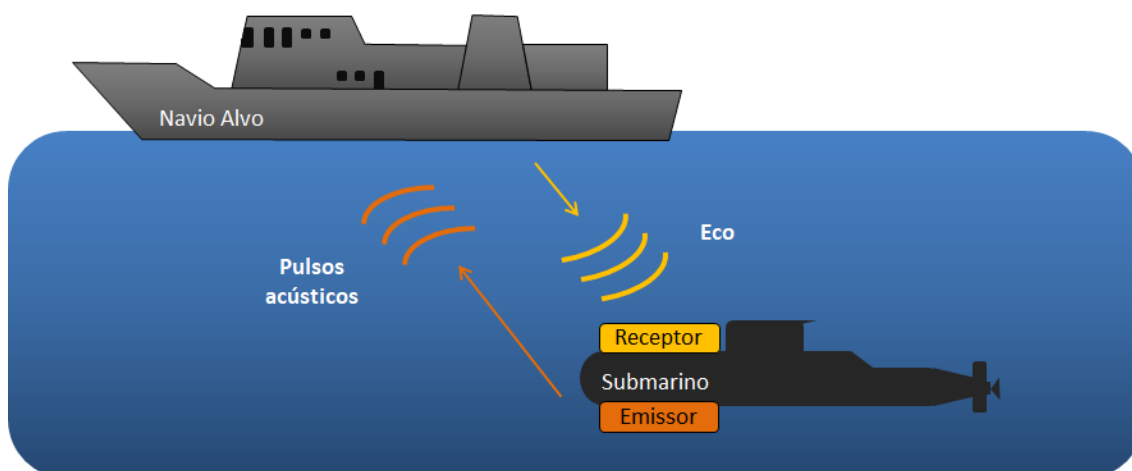 Navio Alvo
Eco
Pulsos
acústicos
Receptor
Submarino
Emissor